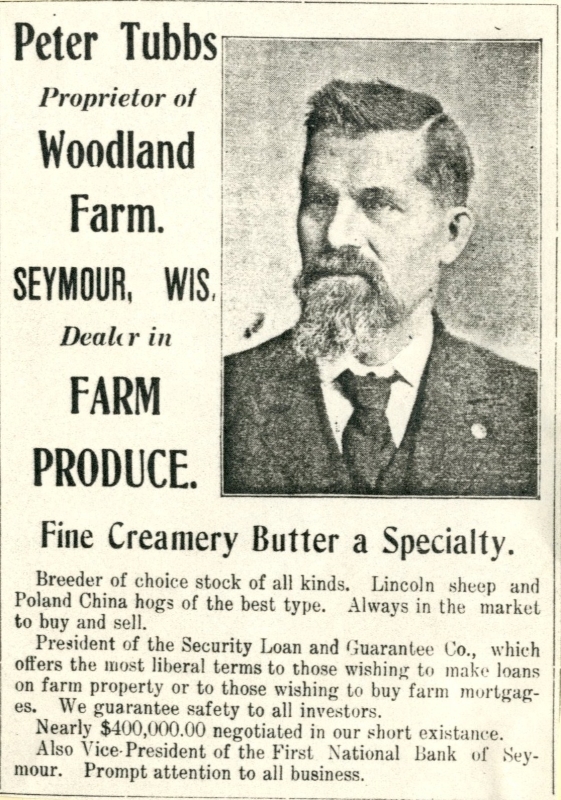 Peter Tubbs
Proprietor of
Woodland
Farm.
SEYMOUR, WIS.
Dealer in
FARM
PRODUCE.
Fine Creamery Butter a Specialty.
Breeder of choice stock of all kinds. Lincoln sheep and
Poland China hogs of the best type. Always in the market
to buy and sell.
President of the Security Loan and Guarantee Co., which
offers the most liberal terms to those wishing to make loans
on farm property or to those wishing to buy farm mortgag-
es. We guarantee safety to all investors.
Nearly $400,000.00 negotiated in our short existance.
Also Vice-President of the First National Bank of Sey-
mour. Prompt attention to all business.